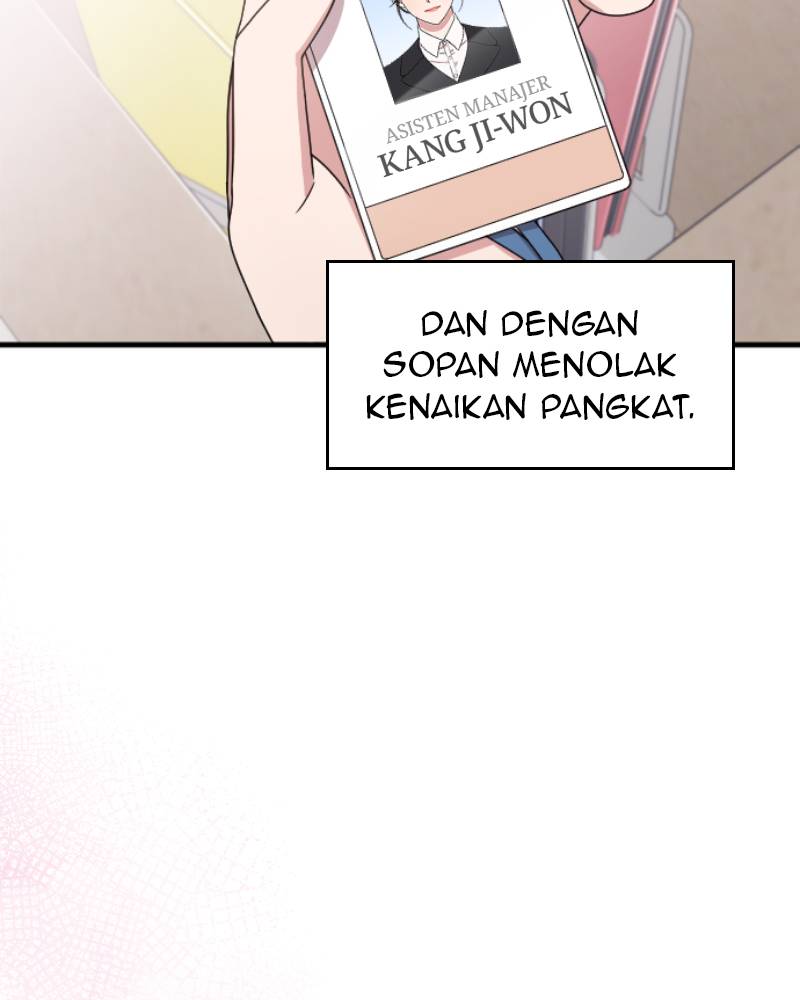 ASISTEN MANAJER
KANG JI-WON
DAN DENGAN
SOPAN MENOLAK
KENAIKAN PANGKAT.